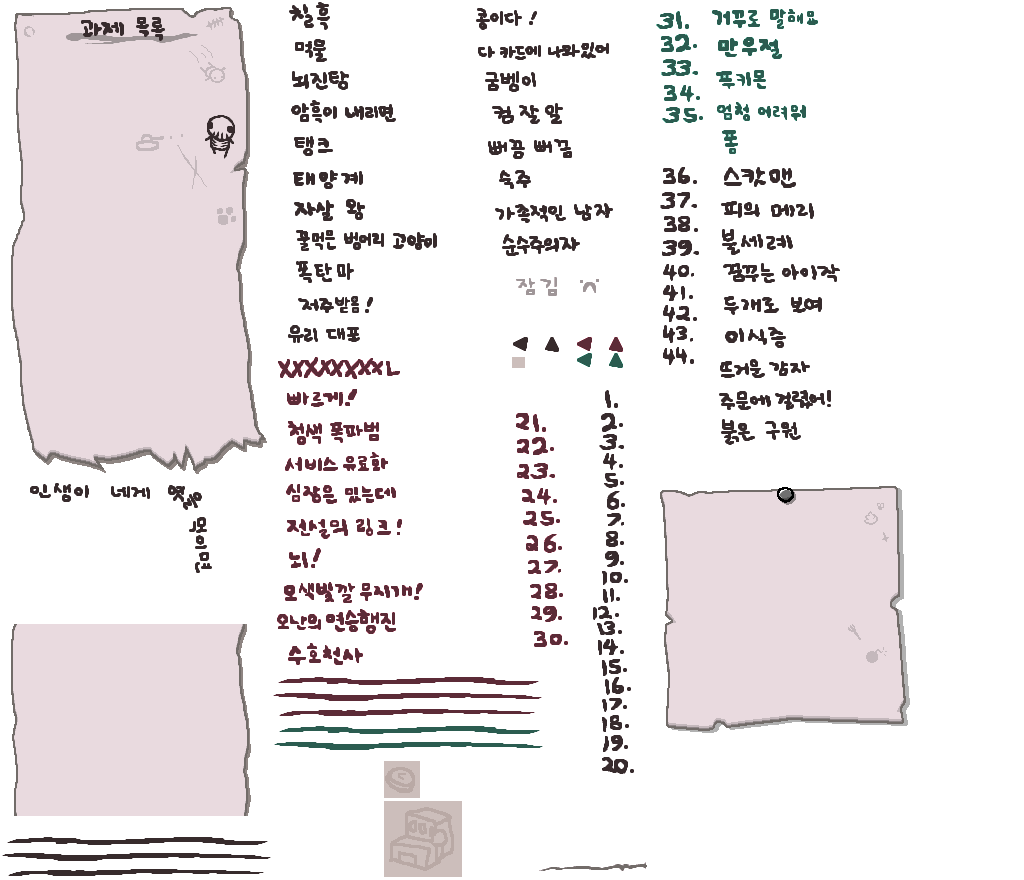 과제 목록
칠흑
먹물
뇌진탕
암흑이 내리면
탱크
태양계
자살 왕
꿀먹은 벙어리 고양이
폭탄마
저주받음!
유리 대포
XXXXXXXXL
빠르게!
청색 폭파범
서비스 유료화
심장은 있는데
전설의 링크!
뇌!
오색빛깔 무지개!
오난의 연승행진
수호천사
콩이다!
다 카드에 나와있어
굼벵이
컴 잘 알
뻐끔 뻐끔
숙주
가족적인 남자
순수주의자
잠김
1.
2.
3.
4.
5.
6.
7.
8.
9.
10.
11.
12.
13.
14.
15.
16.
17.
18.
19.
20.
21.
22.
23.
24.
25.
26.
27.
28.
29.
30.
31.
32.
33.
34.
35.
36.
37.
38.
39.
40.
41.
42.
43.
44.
거꾸로 말해요
만우절
푸키몬
엄청 어려워
퐁
스캇맨
피의 메리
불세례
꿈꾸는 아이작
두개로 보여
이식증
뜨거운 감자
주문에 걸렸어!
붉은 구원
인생이 네게 엿을 먹이면